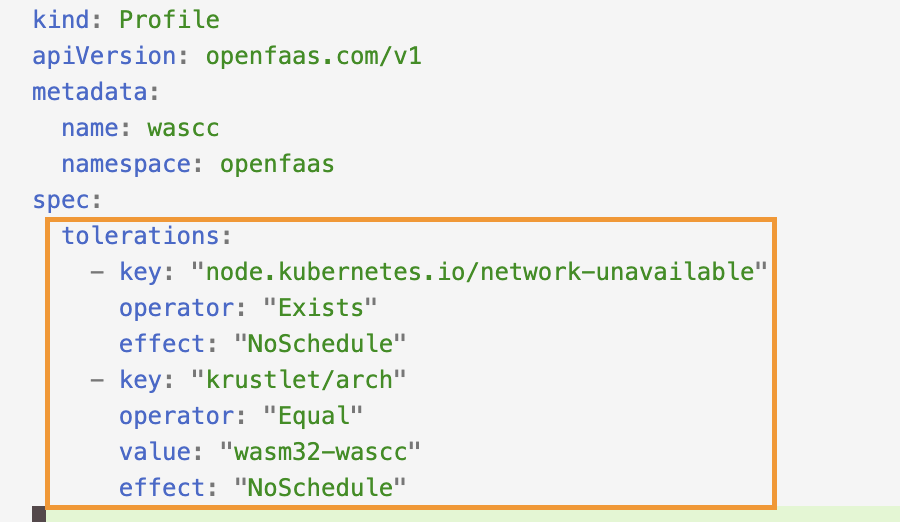 kind: Profile
apiVersion: openfaas.com/v1
metadata:
  name: wascc
  namespace: openfaas
spec:
  tolerations:
    - key: "node.kubernetes.io/network-unavailable"
      operator: "Exists"
      effect: "NoSchedule"
    - key: "krustlet/arch"
      operator: "Equal"
      value: "wasm32-wascc"
      effect: "NoSchedule"